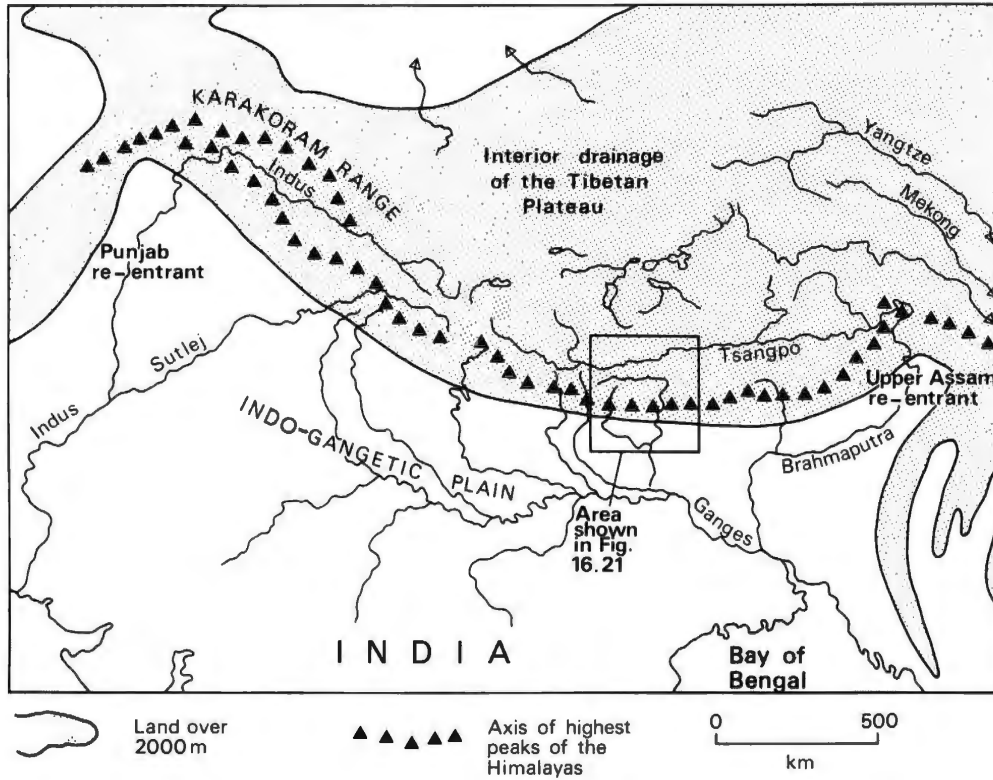 KARAKORAM RANGE
Indus
Interior drainage
of the Tibetan
Plateau
Yangtze
Mekong
Punjab
re-entrant
Sutlej
Tsangpo
Upper Assam
re-entrant
Indus
INDO-GANGETIC PLAIN
Brahmaputra
Ganges
Area
shown
in Fig.
16.21
INDIA
Bay of
Bengal
Land over
2000 m
Axis of highest
peaks of the
Himalayas
0 500
km